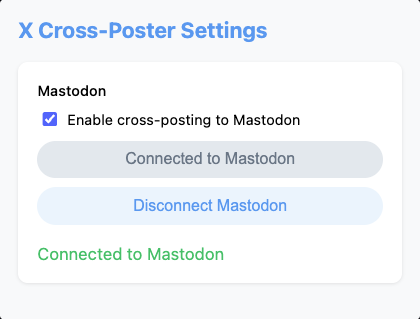 X Cross-Poster Settings
Mastodon
Enable cross-posting to Mastodon
Connected to Mastodon
Disconnect Mastodon
Connected to Mastodon